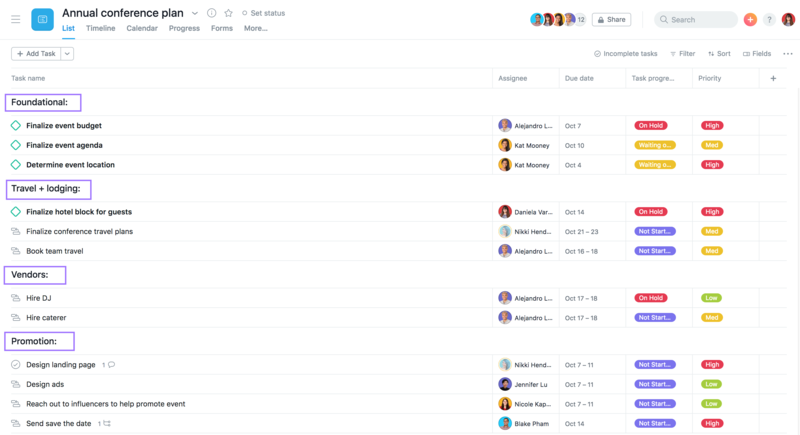 Annual conference plan Set status
List Timeline Calendar Progress Forms More...
12 Share Search + ?
+ Add Task Incomplete tasks Filter Sort Fields ...
Task name Assignee Due date Task progre... Priority +
Foundational:
Finalize event budget Alejandro L... Oct 7 On Hold High
Finalize event agenda Kat Mooney Oct 10 Waiting o... Med
Determine event location Kat Mooney Oct 4 Waiting o... High
Travel + lodging:
Finalize hotel block for guests Daniela Var... Oct 14 On Hold High
Finalize conference travel plans Nikki Hend... Oct 21 – 23 Not Start... Med
Book team travel Alejandro L... Oct 16 – 18 Not Start... Med
Vendors:
Hire DJ Alejandro L... Oct 17 – 18 On Hold Low
Hire caterer Alejandro L... Oct 17 – 18 Not Start... Med
Promotion:
Design landing page 1 Nikki Hend... Oct 7 – 11 Not Start... High
Design ads Jennifer Lu Oct 7 – 11 Not Start... Low
Reach out to influencers to help promote event Nicole Kap... Oct 7 – 11 Not Start... Low
Send save the date 1 Blake Pham Oct 14 Not Start... High